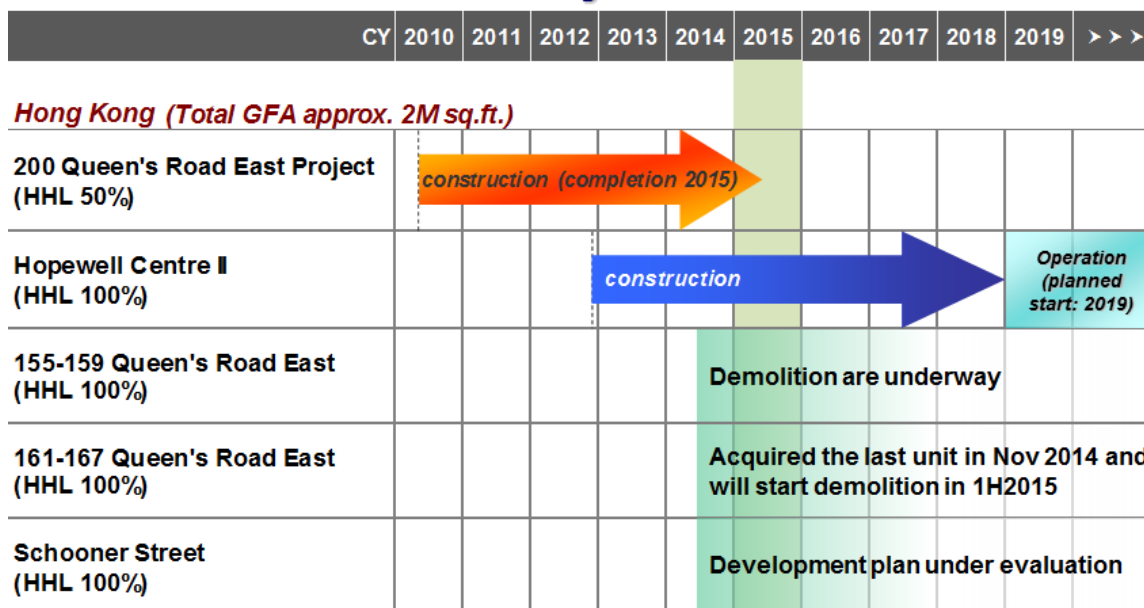 CY 2010 2011 2012 2013 2014 2015 2016 2017 2018 2019 > > >
Hong Kong (Total GFA approx. 2M sq.ft.)
200 Queen's Road East Project
(HHL 50%)
construction (completion 2015)
Hopewell Centre II
(HHL 100%)
construction
Operation
(planned
start: 2019)
155-159 Queen's Road East
(HHL 100%)
Demolition are underway
161-167 Queen's Road East
(HHL 100%)
Acquired the last unit in Nov 2014 and
will start demolition in 1H2015
Schooner Street
(HHL 100%)
Development plan under evaluation